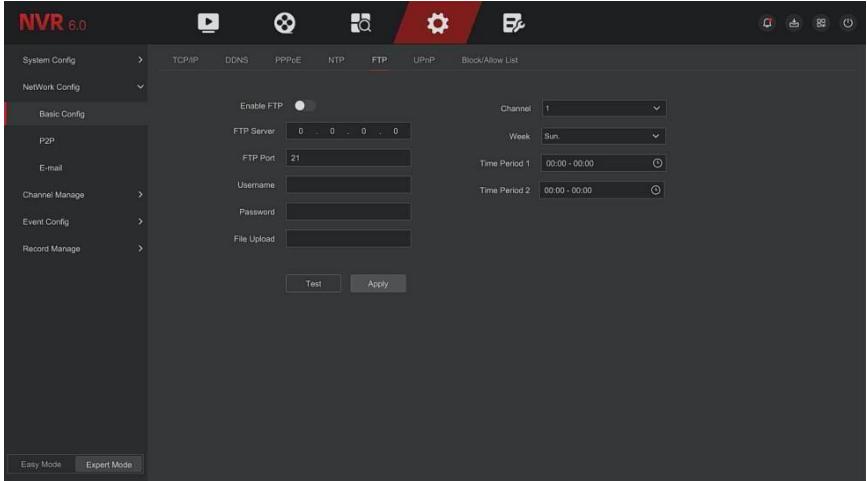 NVR 6.0
System Config
NetWork Config
Basic Config
P2P
E-mail
Channel Manage
Event Config
Record Manage
Easy Mode Expert Mode
TCP/IP DDNS PPPoE NTP FTP UPnP Block/Allow List
Enable FTP
FTP Server 0 . 0 . 0 . 0
FTP Port 21
Username
Password
File Upload
Test Apply
Channel 1
Week Sun.
Time Period 1 00:00 - 00:00
Time Period 2 00:00 - 00:00